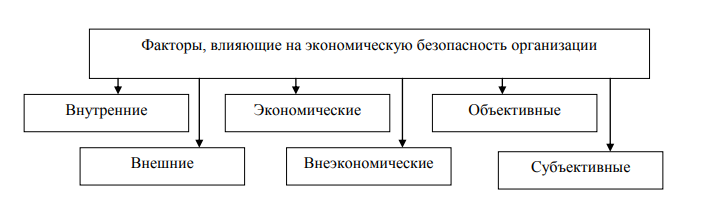 Факторы, влияющие на экономическую безопасность организации
Внутренние
Экономические
Объективные
Внешние
Внеэкономические
Субъективные